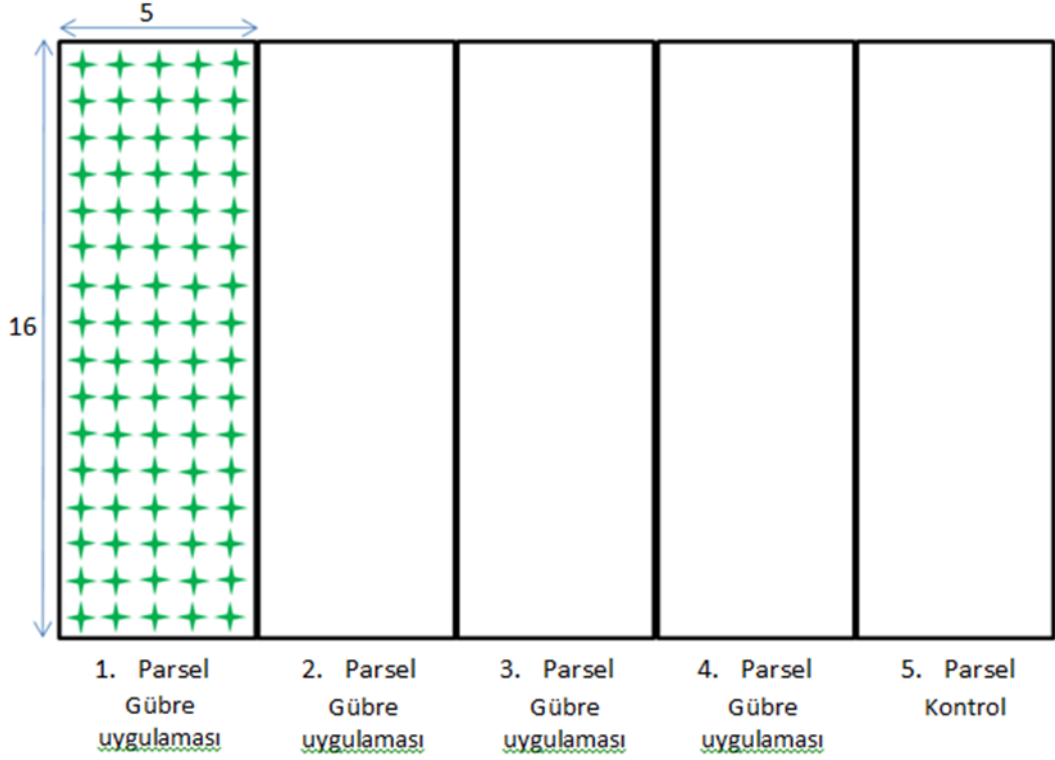 5
16
1. Parsel
Gübre
uygulaması
2. Parsel
Gübre
uygulaması
3. Parsel
Gübre
uygulaması
4. Parsel
Gübre
uygulaması
5. Parsel
Kontrol